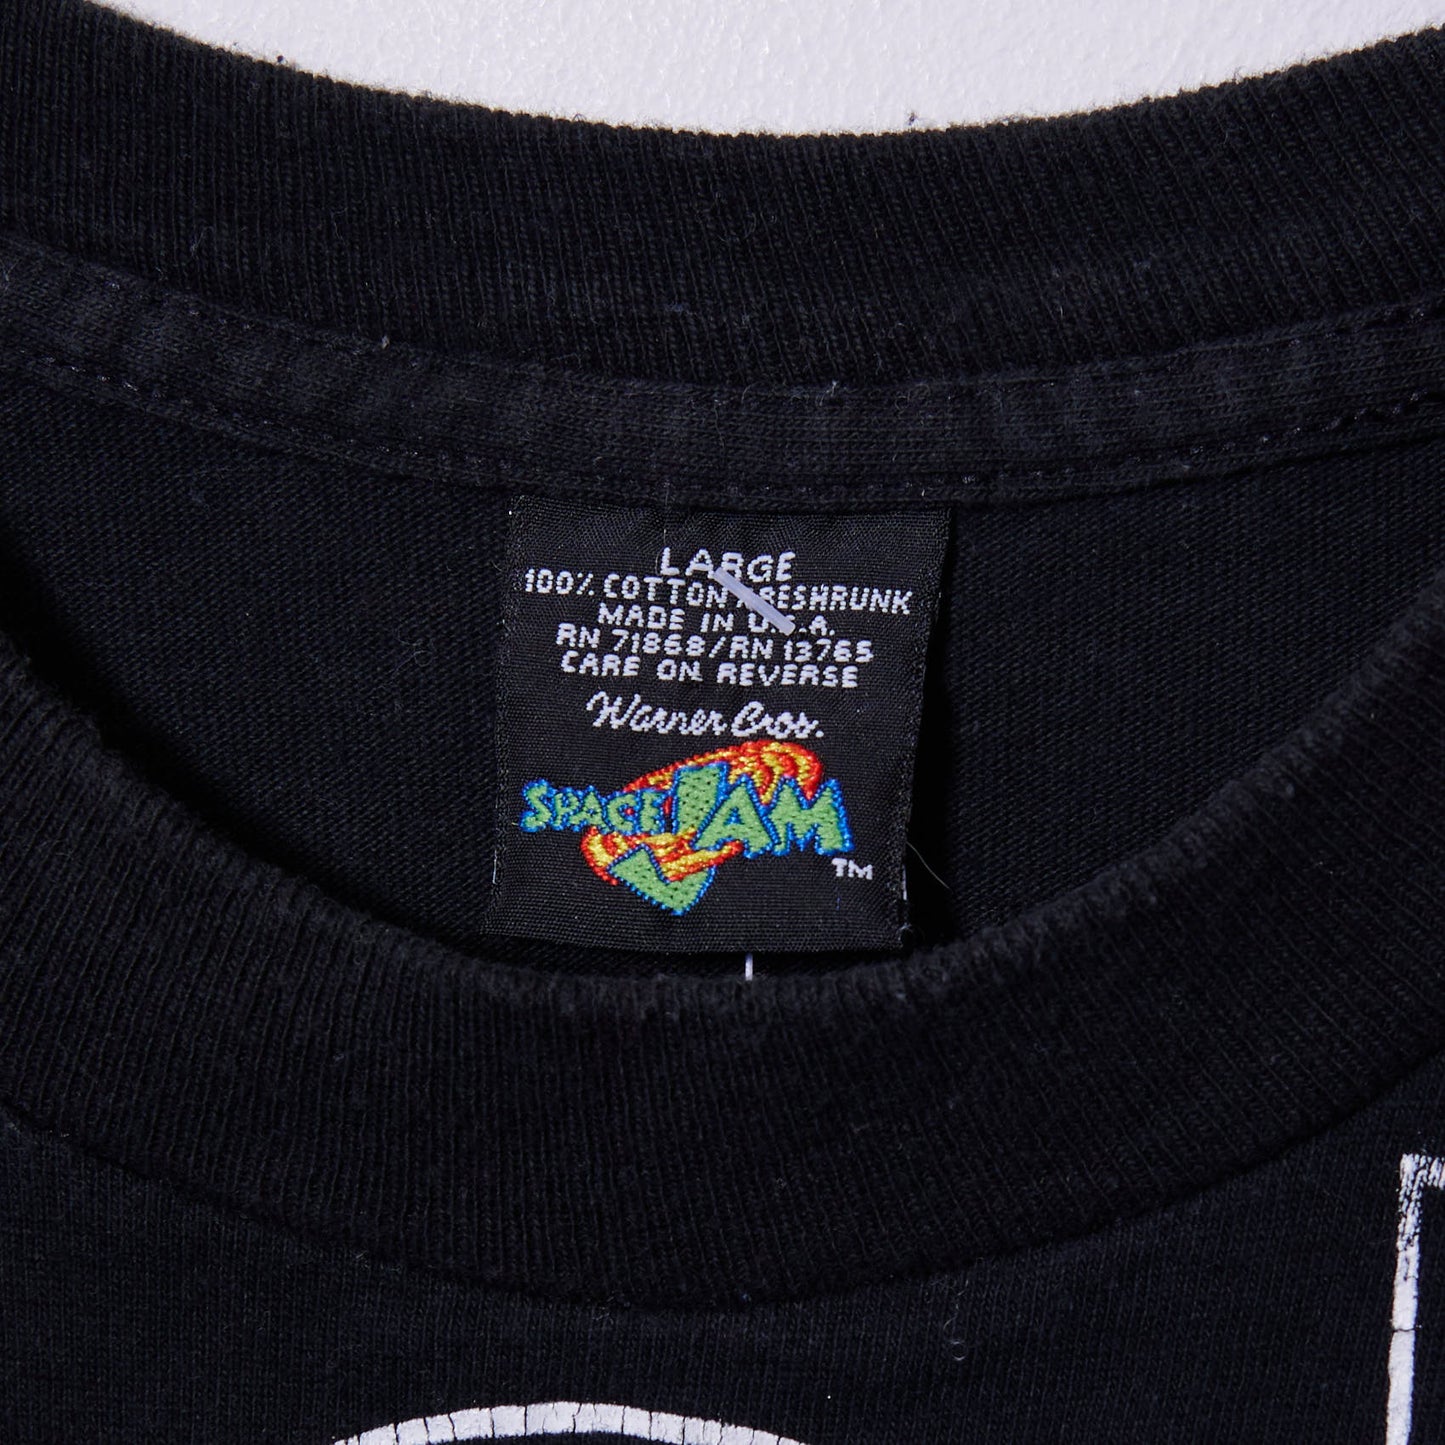 LARGE
100% COTTON PRESHRUNK
MADE IN U.S.A.
RN 71868/RN 13765
CARE ON REVERSE
Warner Bros.
SPACE JAM
TM